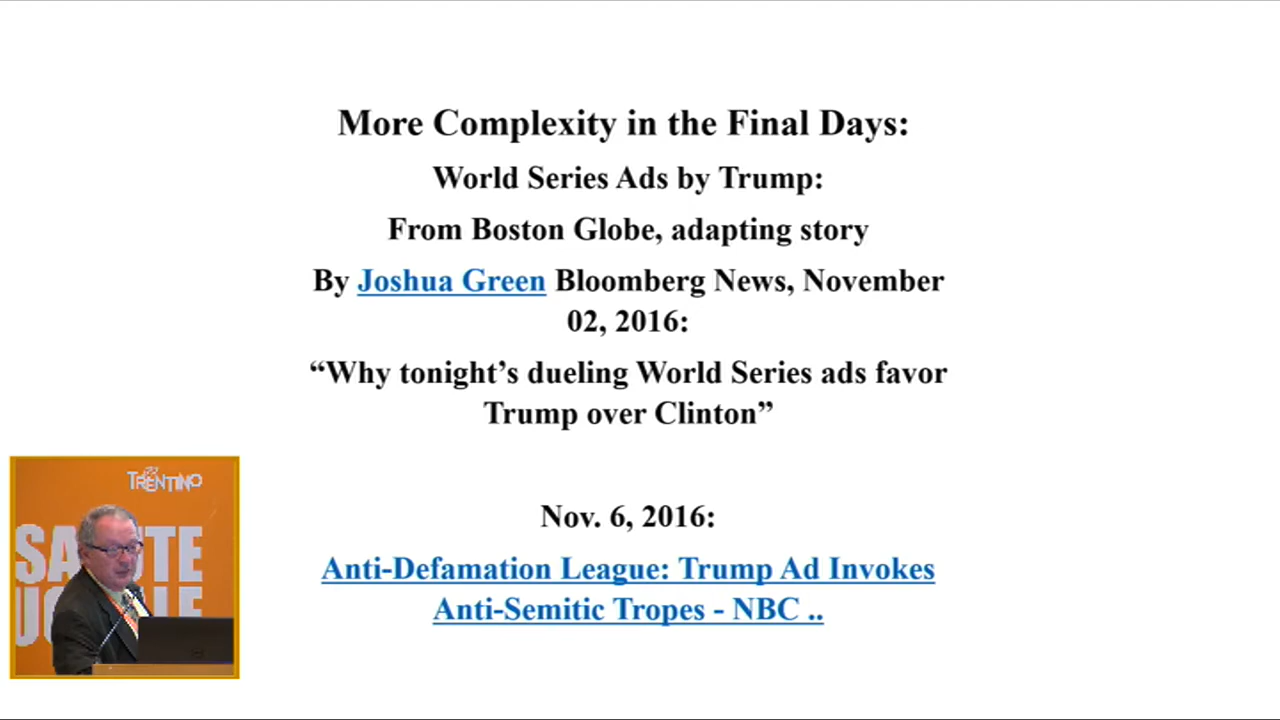 More Complexity in the Final Days:
World Series Ads by Trump:
From Boston Globe, adapting story
By Joshua Green Bloomberg News, November
02, 2016:
“Why tonight’s dueling World Series ads favor
Trump over Clinton”
Nov. 6, 2016:
Anti-Defamation League: Trump Ad Invokes
Anti-Semitic Tropes - NBC ..
TRENTINO